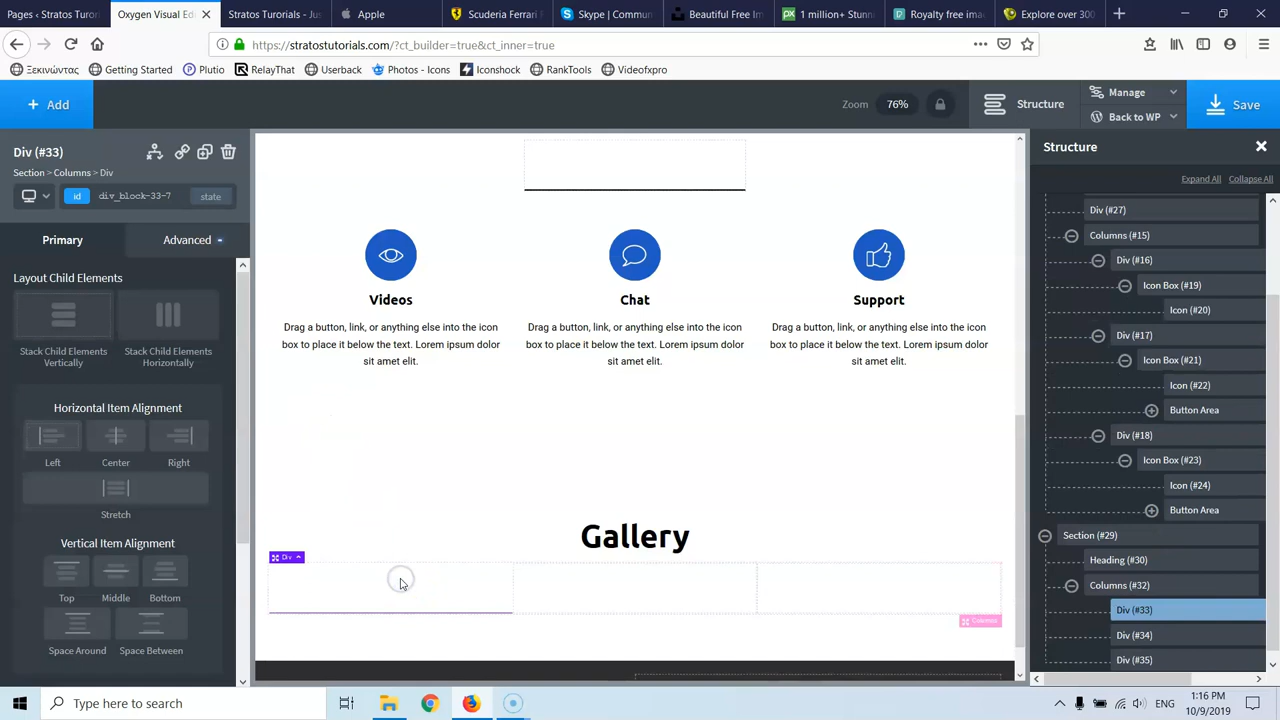 Pages ‹ Stratos Turorials
Oxygen Visual Ed
Stratos Turorials - Jus
Apple
Scuderia Ferrari F
Skype | Commun
Beautiful Free Im
1 million+ Stunn
Royalty free ima
Explore over 300
https://stratostutorials.com/?ct_builder=true&ct_inner=true
Ξεκινώντας
Getting Started
Plutio
RelayThat
Userback
Photos - Icons
Iconshock
RankTools
Videofxpro
+ Add
Zoom
76%
Structure
Manage
Back to WP
Save
Div (#33)
Section > Columns > Div
id
div_block-33-7
state
Primary
Advanced
Layout Child Elements
Stack Child Elements Vertically
Stack Child Elements Horizontally
Horizontal Item Alignment
Left
Center
Right
Stretch
Vertical Item Alignment
Top
Middle
Bottom
Space Around
Space Between
Videos
Drag a button, link, or anything else into the icon
box to place it below the text. Lorem ipsum dolor
sit amet elit.
Chat
Drag a button, link, or anything else into the icon
box to place it below the text. Lorem ipsum dolor
sit amet elit.
Support
Drag a button, link, or anything else into the icon
box to place it below the text. Lorem ipsum dolor
sit amet elit.
Gallery
Div
Columns
Structure
Expand All
Collapse All
Div (#27)
Columns (#15)
Div (#16)
Icon Box (#19)
Icon (#20)
Div (#17)
Icon Box (#21)
Icon (#22)
Button Area
Div (#18)
Icon Box (#23)
Icon (#24)
Button Area
Section (#29)
Heading (#30)
Columns (#32)
Div (#33)
Div (#34)
Div (#35)
Type here to search
ENG
1:16 PM
10/9/2019